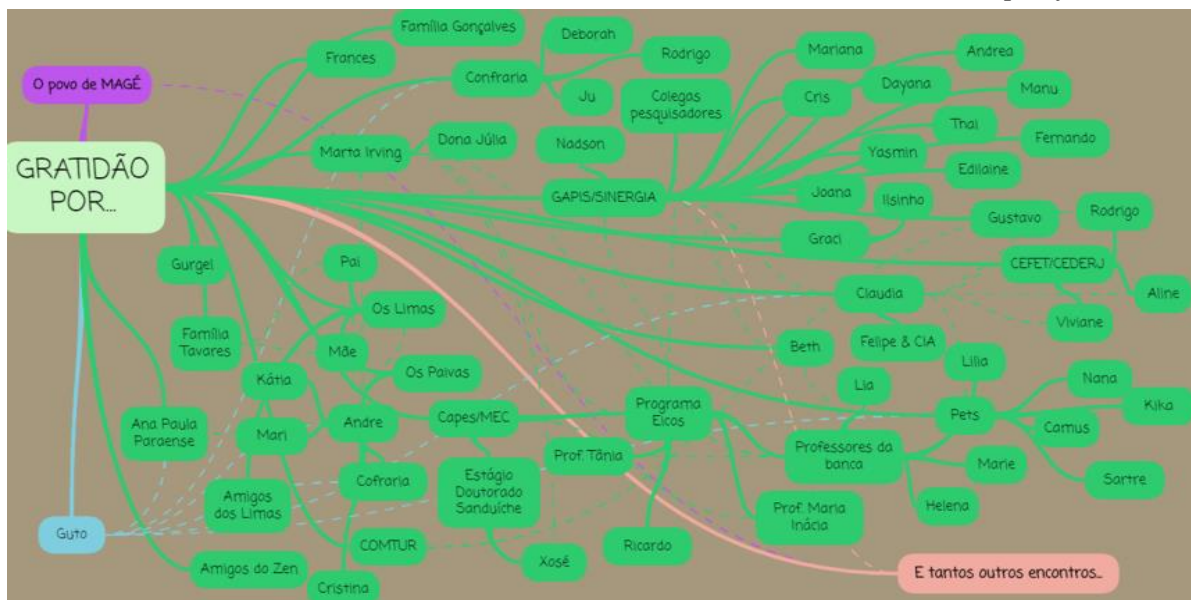 Família Gonçalves
Frances
Deborah
Confraria
Rodrigo
Ju
Colegas
pesquisadores
Mariana
Andrea
Dayana
Cris
Manu
Thai
Fernando
Yasmin
Edilaine
Joana
Ilsinho
O povo de MAGÉ
GRATIDÃO
POR...
Marta Irving
Dona Júlia
Nadson
GAPIS/SINERGIA
Graci
Gustavo
Rodrigo
CEFET/CEDERJ
Aline
Viviane
Gurgel
Pai
Os Limas
Claudia
Família
Tavares
Mãe
Beth
Felipe & CIA
Kátia
Os Paivas
Lia
Lilia
Nana
Kika
Ana Paula
Paraense
Mari
Andre
Capes/MEC
Programa
Eicos
Pets
Camus
Prof. Tânia
Professores da
banca
Marie
Sartre
Amigos
dos Limas
Cofraria
Estágio
Doutorado
Sanduíche
Prof. Maria
Inácia
Helena
Guto
COMTUR
Ricardo
Xosé
Amigos do Zen
Cristina
E tantos outros encontros...